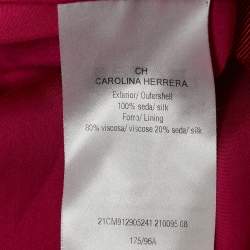 CH
CAROLINA HERRERA
Exterior/ Outershell
100% seda/ silk
Forro/ Lining
80% viscosa/ viscose 20% seda/ silk
21CM912905241 210095 08
175/96A